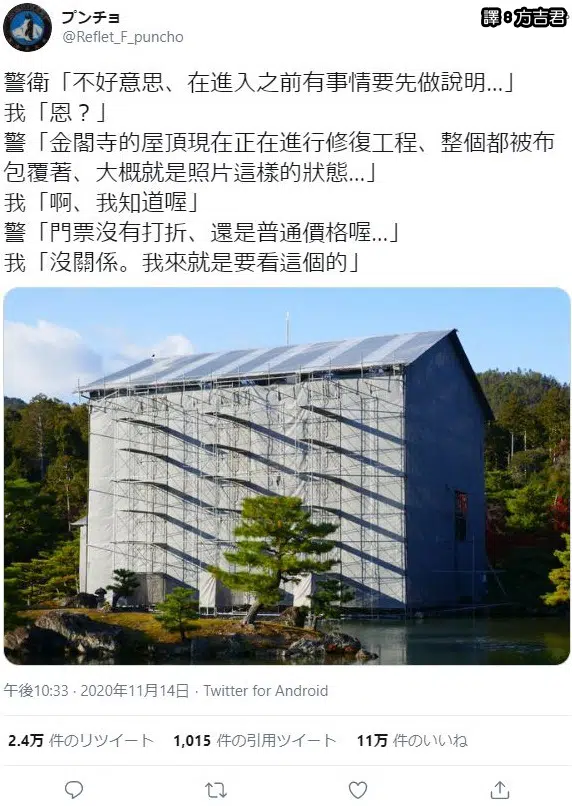 プンチョ
@Reflet_F_puncho
譯8方吉君
警衛「不好意思、在進入之前有事情要先做說明...」
我「恩？」
警「金閣寺的屋頂現在正在進行修復工程、整個都被布
包覆著、大概就是照片這樣的狀態...」
我「啊、我知道喔」
警「門票沒有打折、還是普通價格喔...」
我「沒關係。我來就是要看這個的」
午後10:33 · 2020年11月14日 · Twitter for Android
2.4万 件のリツイート 1,015 件の引用ツイート 11万 件のいいね